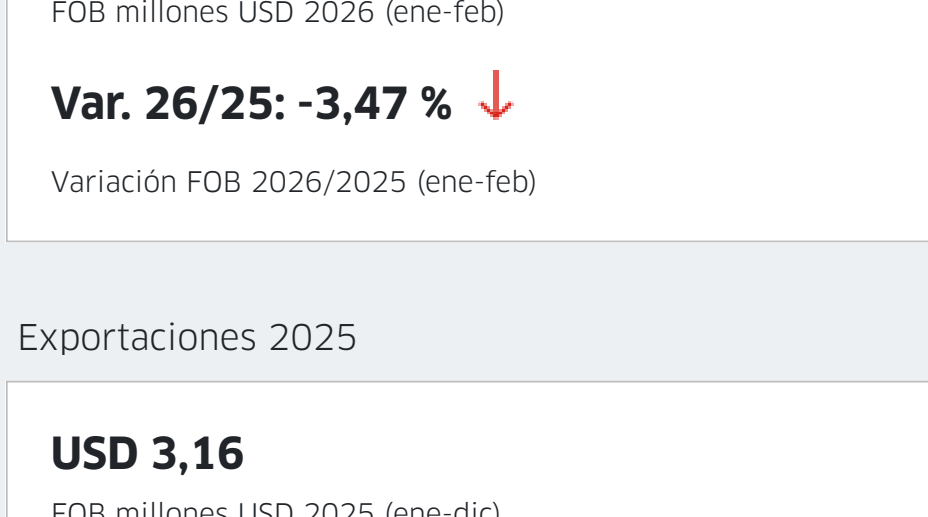 FOB millones USD 2026 (ene-feb)
Var. 26/25: -3,47 %
Variación FOB 2026/2025 (ene-feb)
Exportaciones 2025
USD 3,16
FOB millones USD 2025 (ene-dic)